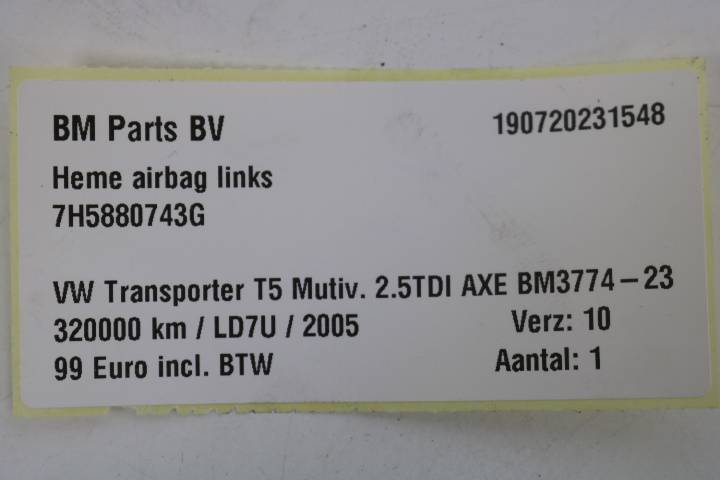 BM Parts BV 190720231548
Heme airbag links
7H5880743G
VW Transporter T5 Mutiv. 2.5TDI AXE BM3774-23
320000 km / LD7U / 2005 Verz: 10
99 Euro incl. BTW Aantal: 1